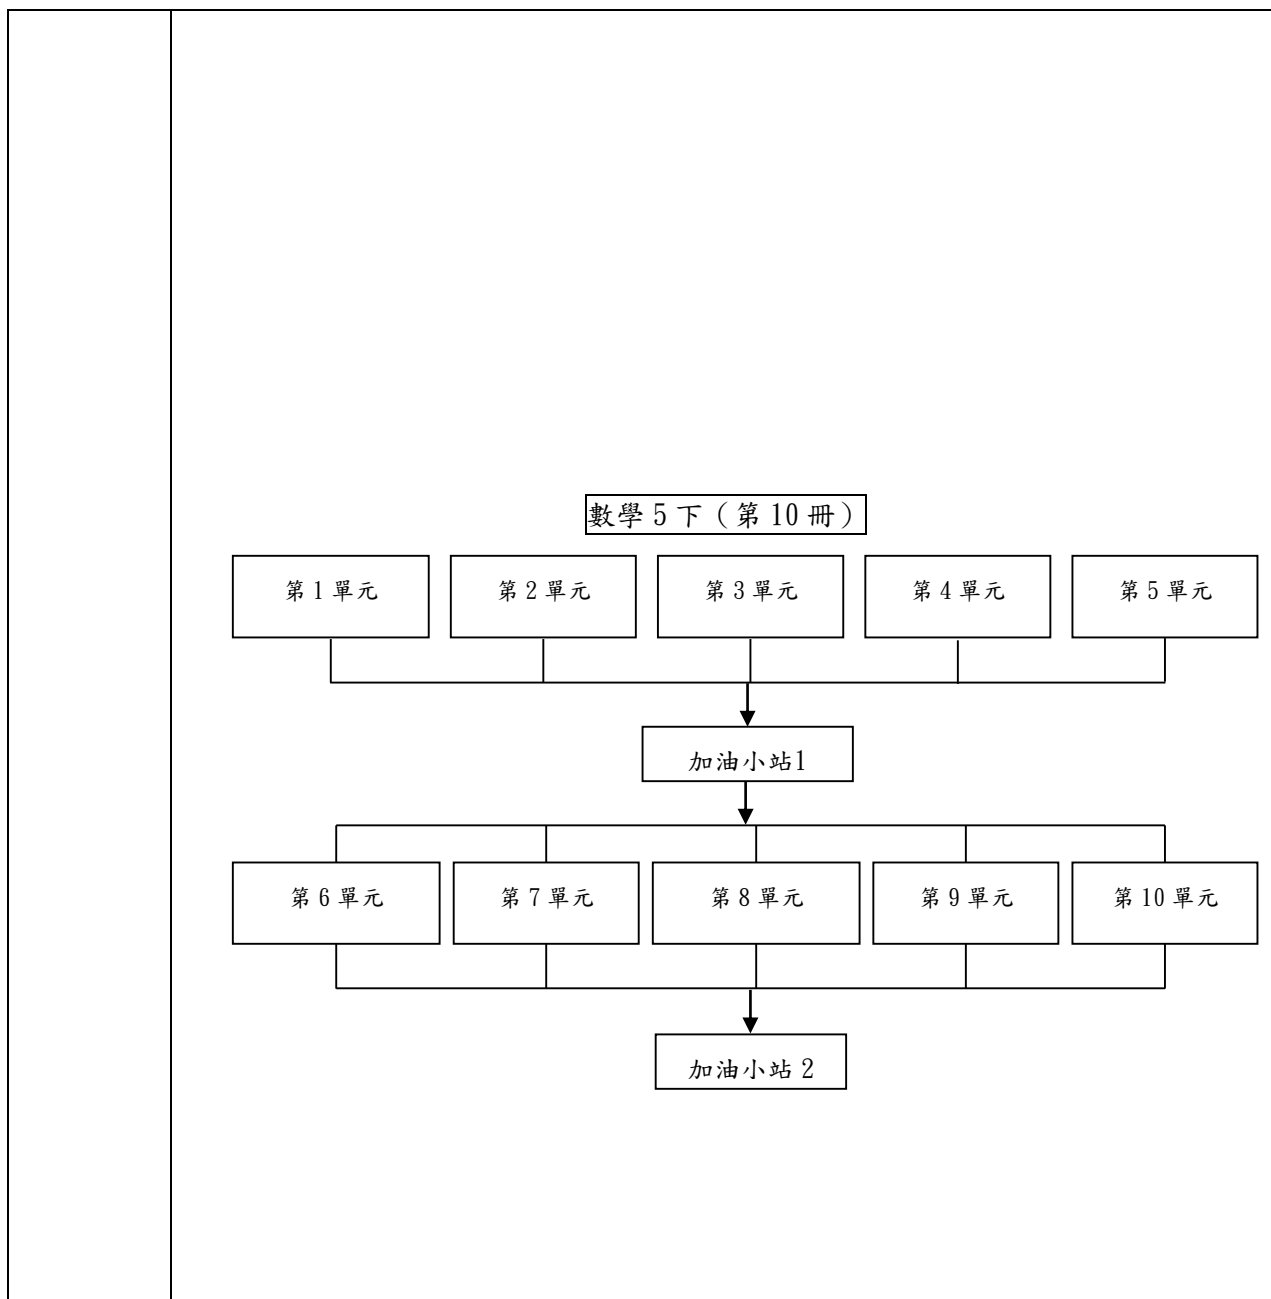 數學 5 下（第 10 冊）
第 1 單元
第 2 單元
第 3 單元
第 4 單元
第 5 單元
加油小站1
第 6 單元
第 7 單元
第 8 單元
第 9 單元
第 10 單元
加油小站 2